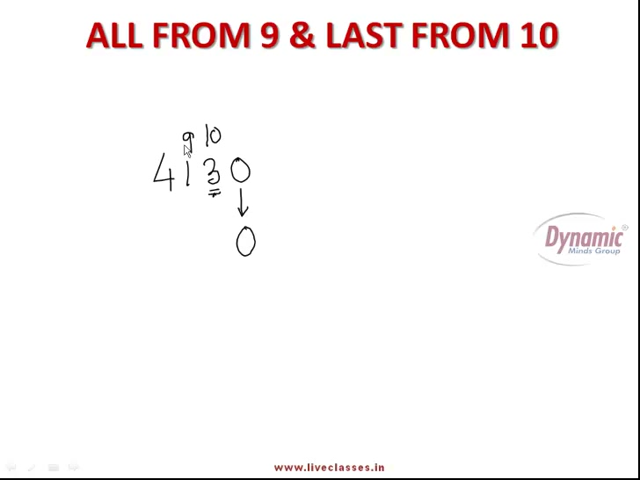 ALL FROM 9 & LAST FROM 10
9 10
4130
0
Dynamic
Minds Group
www.liveclasses.in